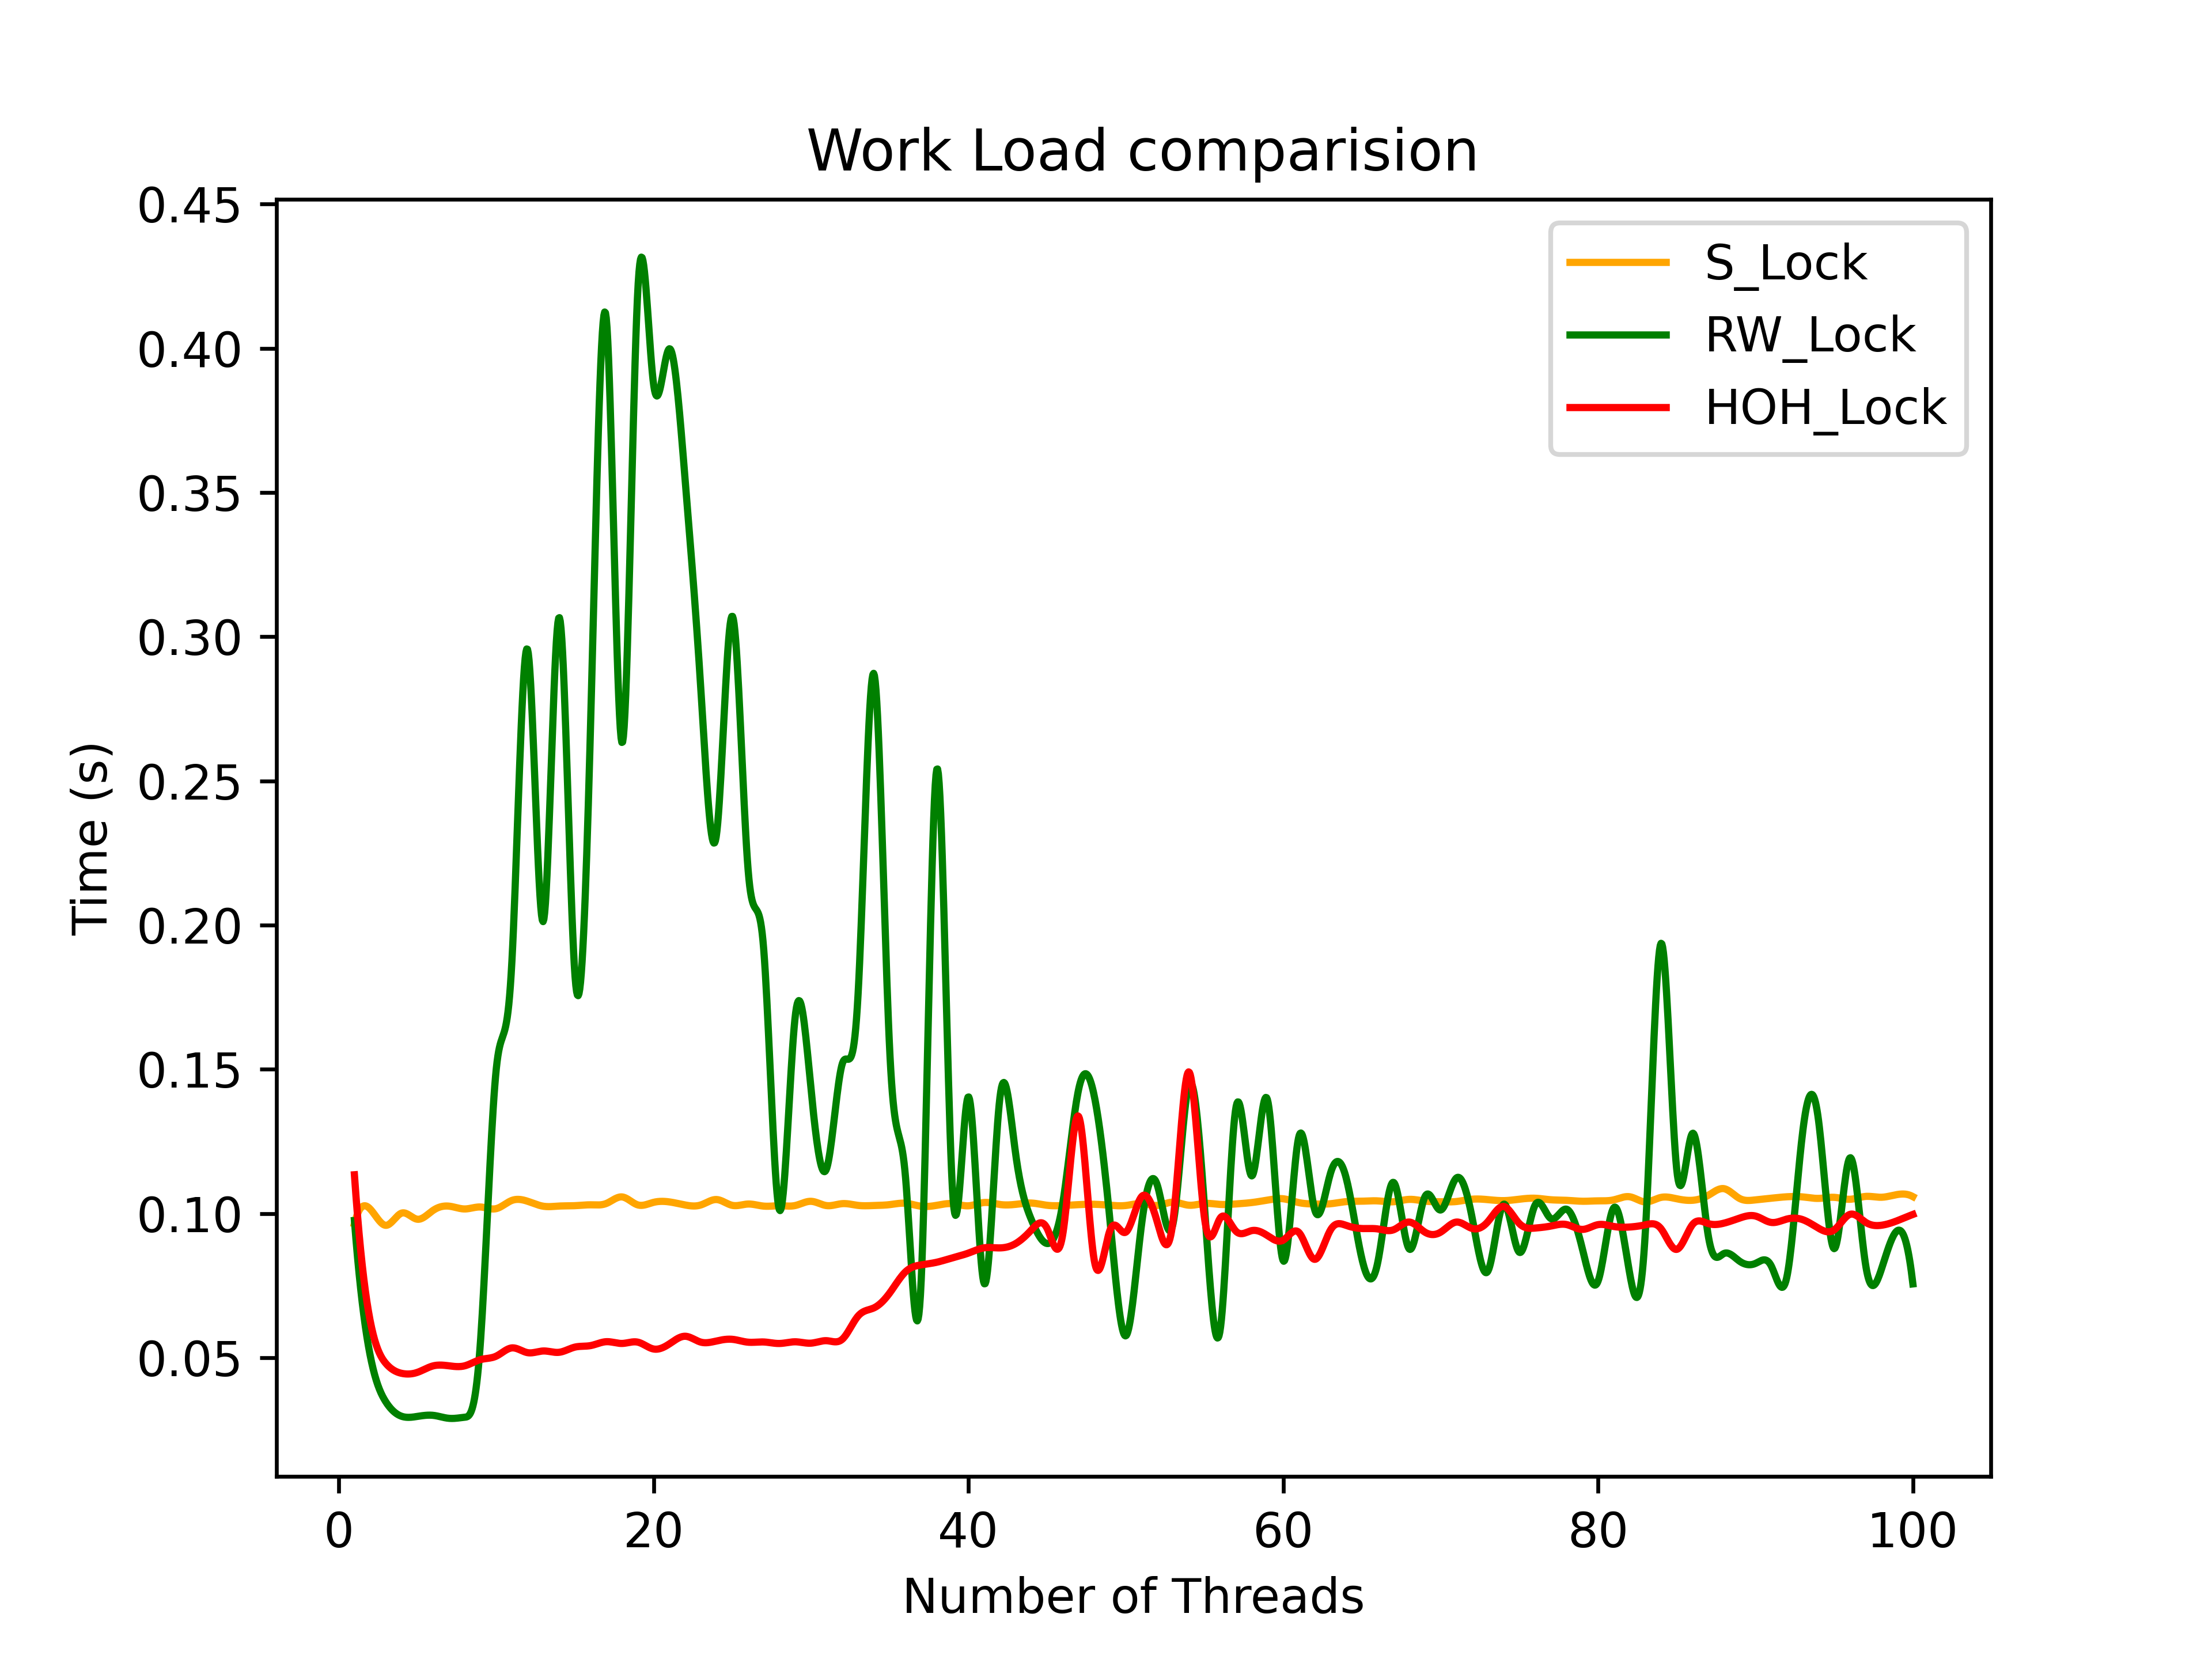 Work Load comparision
S_Lock
RW_Lock
HOH_Lock
0.45
0.40
0.35
0.30
0.25
0.20
0.15
0.10
0.05
Time (s)
0 20 40 60 80 100
Number of Threads